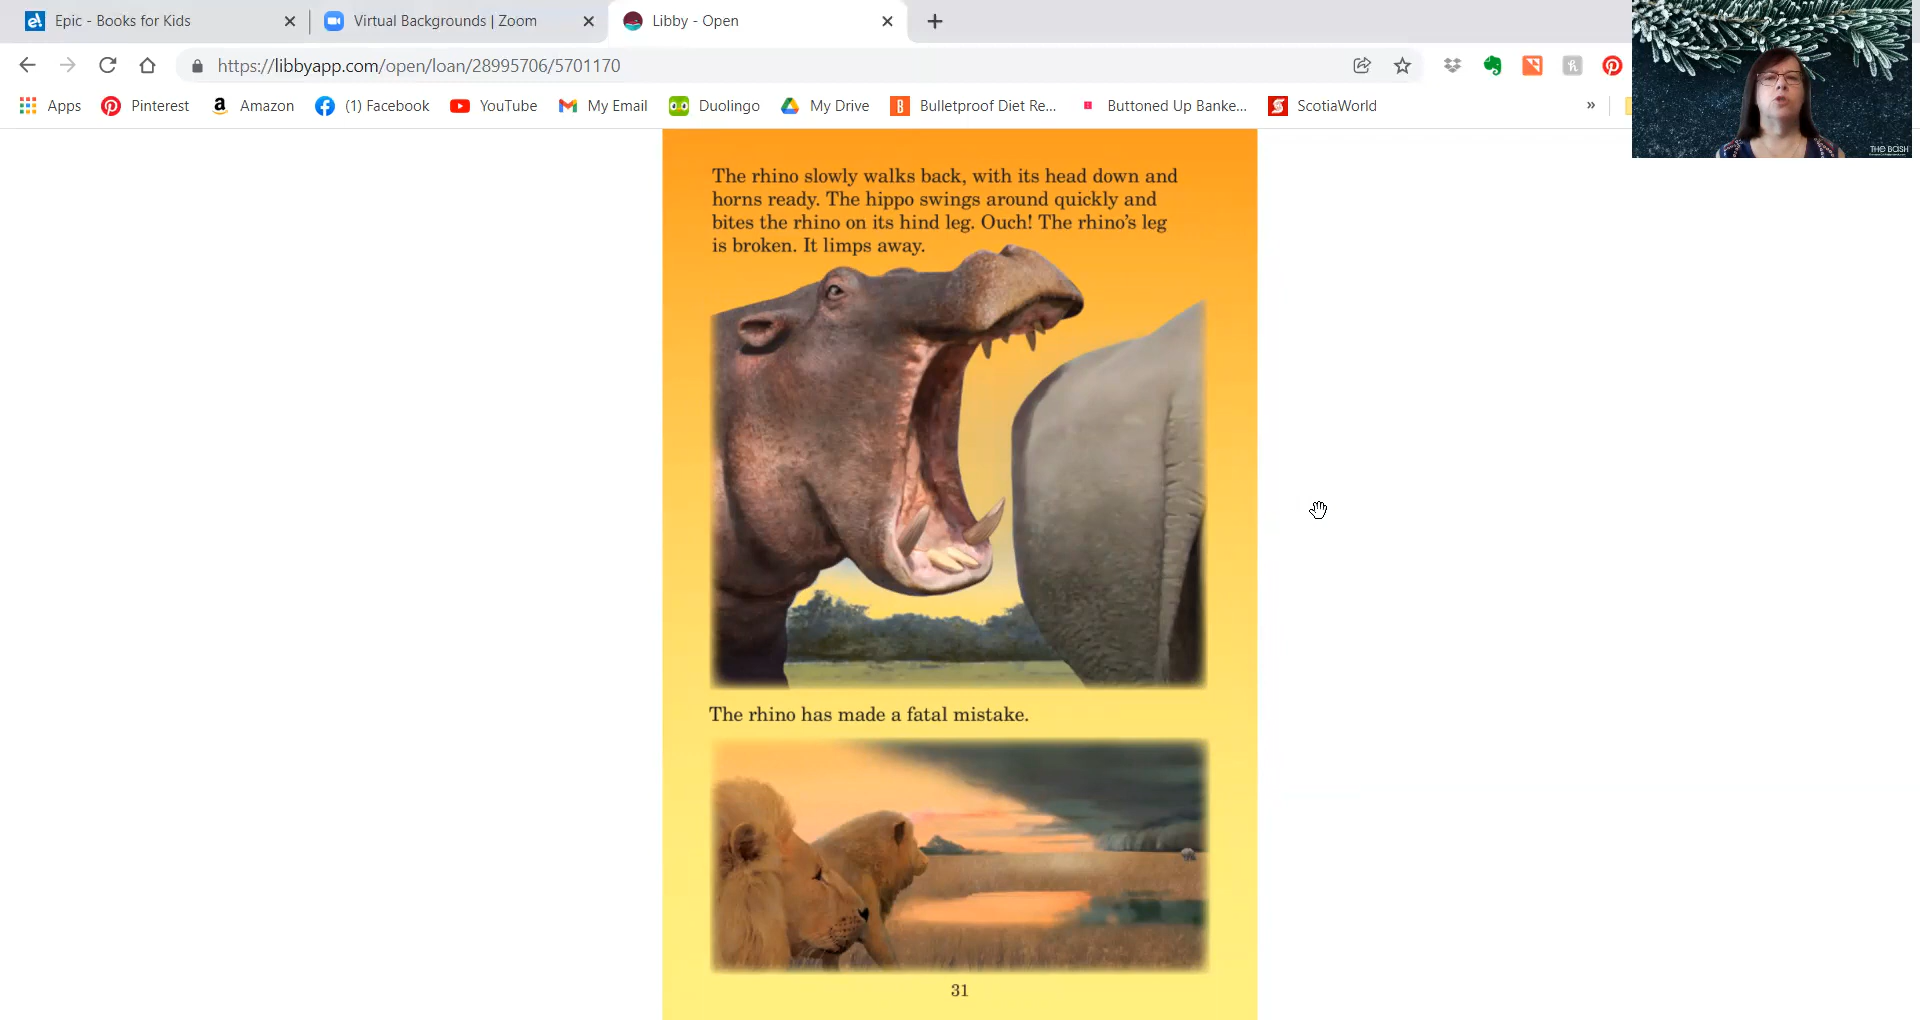 Epic - Books for Kids
Virtual Backgrounds | Zoom
Libby - Open
https://libbyapp.com/open/loan/28995706/5701170
Apps
Pinterest
Amazon
(1) Facebook
YouTube
My Email
Duolingo
My Drive
Bulletproof Diet Re...
Buttoned Up Banke...
ScotiaWorld
»
The rhino slowly walks back, with its head down and
horns ready. The hippo swings around quickly and
bites the rhino on its hind leg. Ouch! The rhino's leg
is broken. It limps away.
The rhino has made a fatal mistake.
31
THE BASH